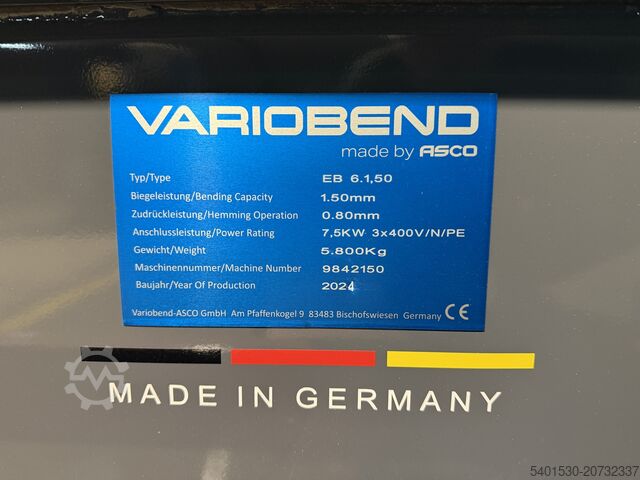 VARIOBEND
made by ASCO
Typ/Type EB 6.1,50
Biegeleistung/Bending Capacity 1.50mm
Zudrückleistung/Hemming Operation 0.80mm
Anschlussleistung/Power Rating 7,5KW 3x400V/N/PE
Gewicht/Weight 5.800Kg
Maschinennummer/Machine Number 9842150
Baujahr/Year Of Production 2024
Variobend-ASCO GmbH Am Pfaffenkogel 9 83483 Bischofswiesen Germany CE
MADE IN GERMANY
5401530-20732337